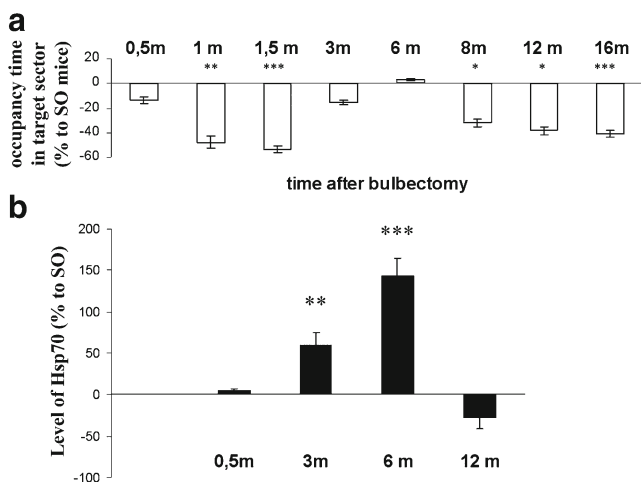 a
0,5m 1 m 1,5 m 3m 6 m 8m 12 m 16m
** *** * * ***
occupancy time
in target sector
(% to SO mice)
20
0
-20
-40
-60
time after bulbectomy
b
Level of Hsp70 (% to SO)
200
150
100
50
0
-50
-100
** ***
0,5m 3m 6 m 12 m